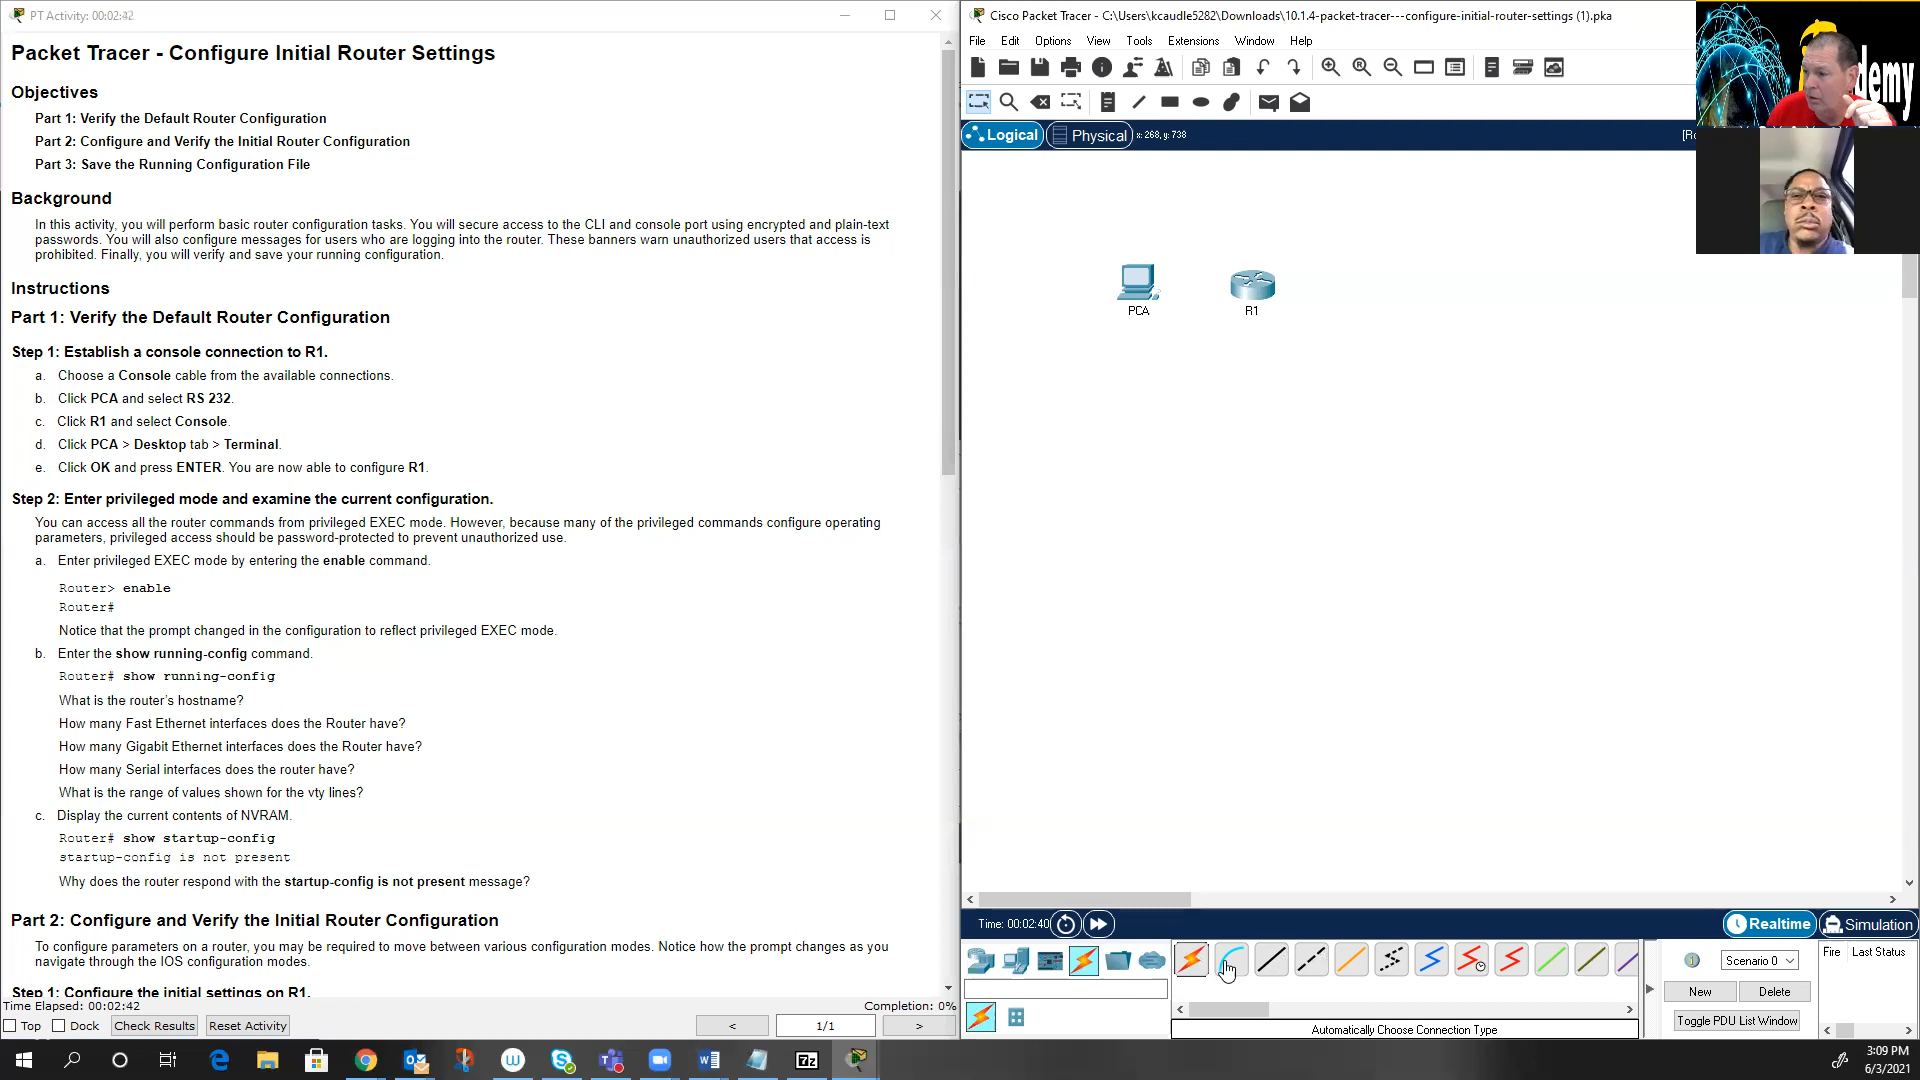 PT Activity: 00:02:42
Packet Tracer - Configure Initial Router Settings
Objectives
Part 1: Verify the Default Router Configuration
Part 2: Configure and Verify the Initial Router Configuration
Part 3: Save the Running Configuration File
Background
In this activity, you will perform basic router configuration tasks. You will secure access to the CLI and console port using encrypted and plain-text
passwords. You will also configure messages for users who are logging into the router. These banners warn unauthorized users that access is
prohibited. Finally, you will verify and save your running configuration.
Instructions
Part 1: Verify the Default Router Configuration
Step 1: Establish a console connection to R1.
a. Choose a Console cable from the available connections.
b. Click PCA and select RS 232.
c. Click R1 and select Console.
d. Click PCA > Desktop tab > Terminal.
e. Click OK and press ENTER. You are now able to configure R1.
Step 2: Enter privileged mode and examine the current configuration.
You can access all the router commands from privileged EXEC mode. However, because many of the privileged commands configure operating
parameters, privileged access should be password-protected to prevent unauthorized use.
a. Enter privileged EXEC mode by entering the enable command.
Router> enable
Router#
Notice that the prompt changed in the configuration to reflect privileged EXEC mode.
b. Enter the show running-config command.
Router# show running-config
What is the router's hostname?
How many Fast Ethernet interfaces does the Router have?
How many Gigabit Ethernet interfaces does the Router have?
How many Serial interfaces does the router have?
What is the range of values shown for the vty lines?
c. Display the current contents of NVRAM.
Router# show startup-config
startup-config is not present
Why does the router respond with the startup-config is not present message?
Part 2: Configure and Verify the Initial Router Configuration
To configure parameters on a router, you may be required to move between various configuration modes. Notice how the prompt changes as you
navigate through the IOS configuration modes.
Step 1: Configure the initial settings on R1.
Time Elapsed: 00:02:42
Completion: 0%
Top
Dock
Check Results
Reset Activity
<
1/1
>
Cisco Packet Tracer - C:\Users\kcaudle5282\Downloads\10.1.4-packet-tracer---configure-initial-router-settings (1).pka
File Edit Options View Tools Extensions Window Help
Logical
Physical
x: 268, y: 738
PCA
R1
Time: 00:02:40
Realtime
Simulation
Scenario 0
Fire
Last Status
New
Delete
Toggle PDU List Window
Automatically Choose Connection Type
3:09 PM
6/3/2021